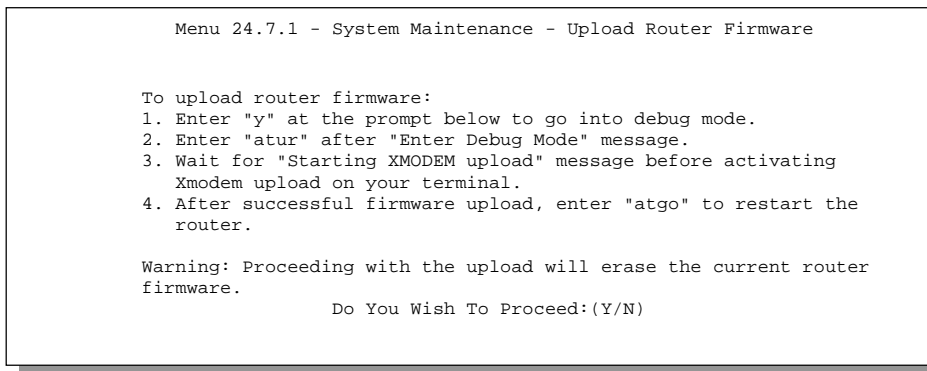 Menu 24.7.1 - System Maintenance - Upload Router Firmware
To upload router firmware:
1. Enter "y" at the prompt below to go into debug mode.
2. Enter "atur" after "Enter Debug Mode" message.
3. Wait for "Starting XMODEM upload" message before activating
Xmodem upload on your terminal.
4. After successful firmware upload, enter "atgo" to restart the
router.
Warning: Proceeding with the upload will erase the current router
firmware.
Do You Wish To Proceed:(Y/N)